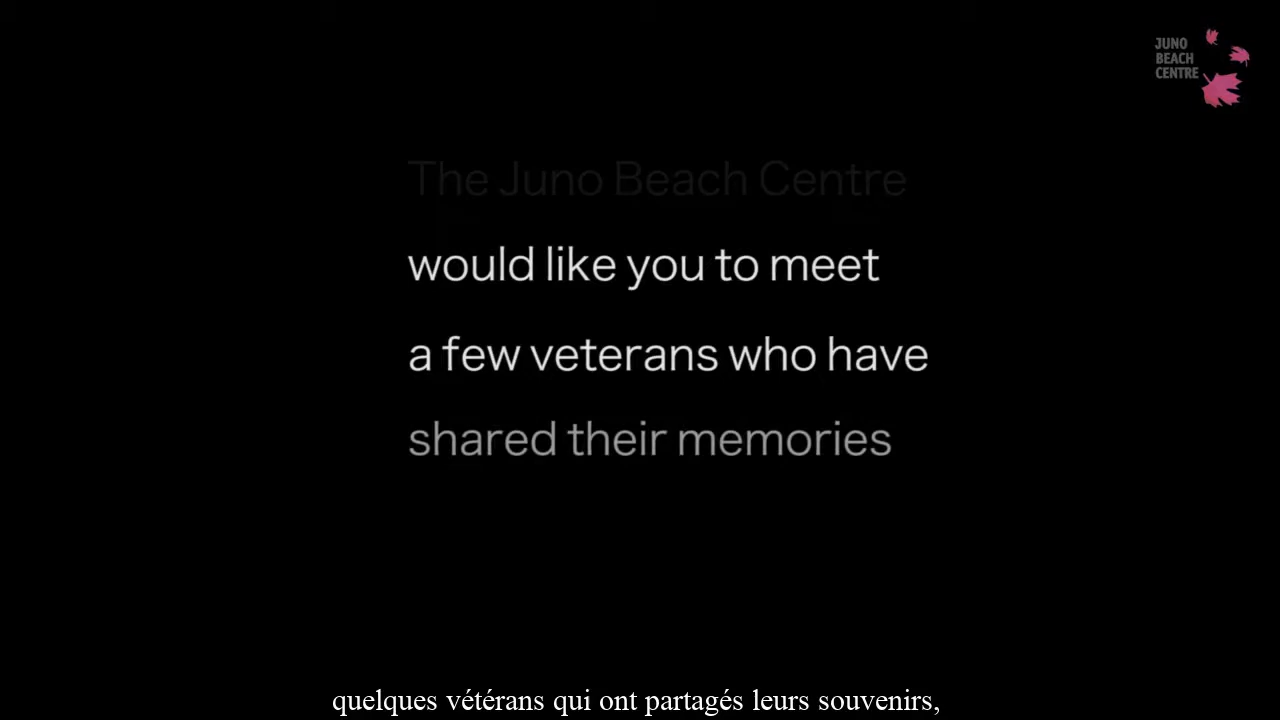 JUNO
BEACH
CENTRE
The Juno Beach Centre
would like you to meet
a few veterans who have
shared their memories
quelques vétérans qui ont partagés leurs souvenirs,